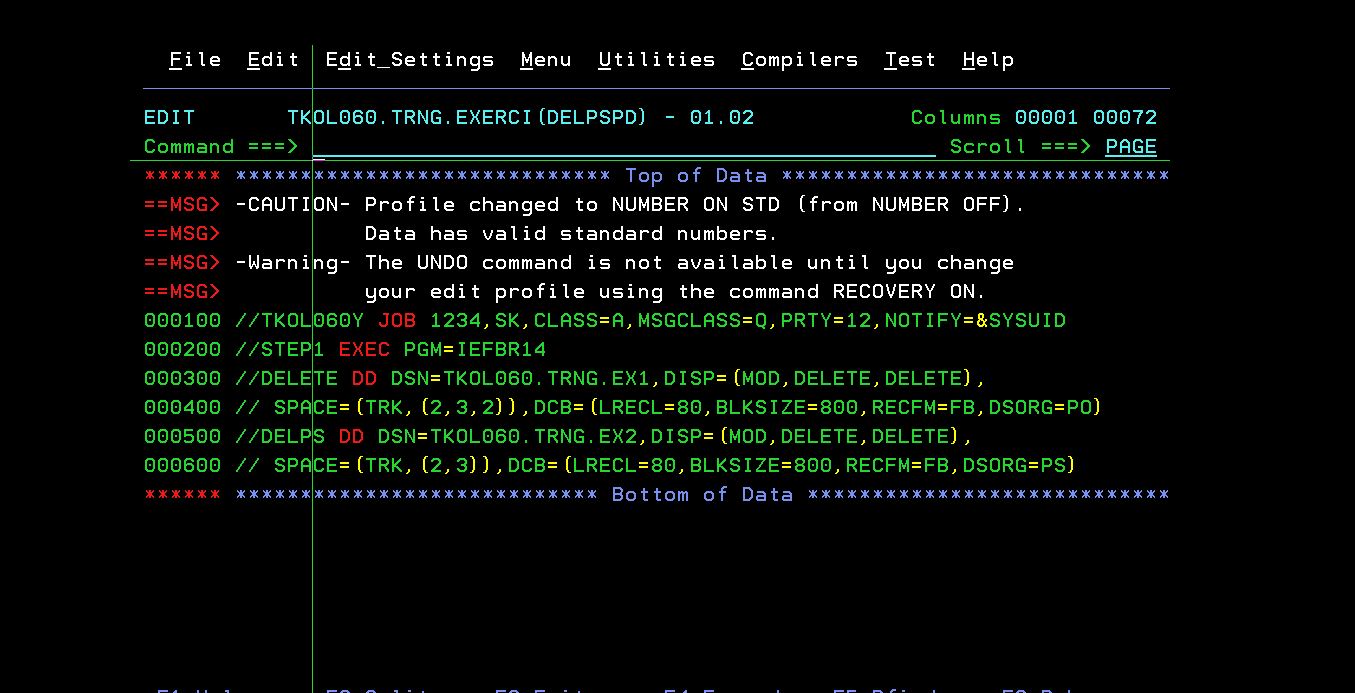 File Edit Edit_Settings Menu Utilities Compilers Test Help
EDIT TKOL060.TRNG.EXERCI(DELPSPD) - 01.02 Columns 00001 00072
Command ===> Scroll ===> PAGE
****** ***************************** Top of Data ******************************
==MSG> -CAUTION- Profile changed to NUMBER ON STD (from NUMBER OFF).
==MSG> Data has valid standard numbers.
==MSG> -Warning- The UNDO command is not available until you change
==MSG> your edit profile using the command RECOVERY ON.
000100 //TKOL060Y JOB 1234,SK,CLASS=A,MSGCLASS=Q,PRTY=12,NOTIFY=&SYSUID
000200 //STEP1 EXEC PGM=IEFBR14
000300 //DELETE DD DSN=TKOL060.TRNG.EX1,DISP=(MOD,DELETE,DELETE),
000400 // SPACE=(TRK,(2,3,2)),DCB=(LRECL=80,BLKSIZE=800,RECFM=FB,DSORG=PO)
000500 //DELPS DD DSN=TKOL060.TRNG.EX2,DISP=(MOD,DELETE,DELETE),
000600 // SPACE=(TRK,(2,3)),DCB=(LRECL=80,BLKSIZE=800,RECFM=FB,DSORG=PS)
****** **************************** Bottom of Data ****************************